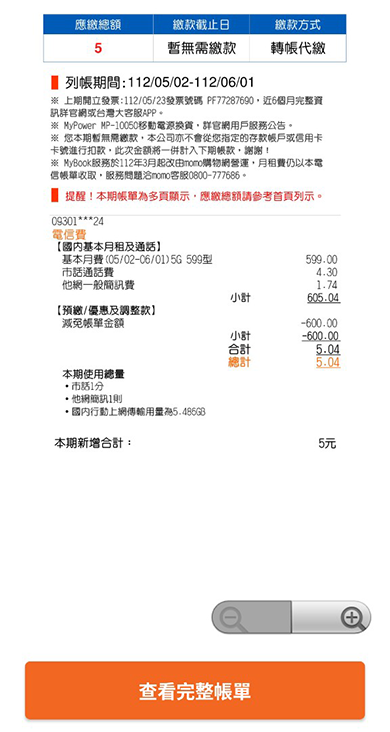 應繳總額 繳款截止日 繳款方式
5 暫無需繳款 轉帳代繳
列帳期間:112/05/02-112/06/01
※ 上期開立發票:112/05/23發票號碼 PF77287690，近6個月完整資
訊詳官網或台灣大客服APP。
※ MyPower MP-10050移動電源換貨，詳官網用戶服務公告。
※ 您本期暫無需繳款，本公司亦不會從您指定的存款帳戶或信用卡
卡號進行扣款，此次金額將一併計入下期帳款，謝謝！
※ MyBook服務於112年3月起改由momo購物網營運，月租費仍以本電
信帳單收取，服務問題洽momo客服0800-777686。
提醒！本期帳單為多頁顯示，應繳總額請參考首頁列示。
09301***24
電信費
【國內基本月租及通話】
基本月費(05/02-06/01)5G 599型 599.00
市話通話費 4.30
他網一般簡訊費 1.74
小計 605.04
【預繳/優惠及調整款】
減免帳單金額 -600.00
小計 -600.00
合計 5.04
總計 5.04
本期使用總量
•市話1分
•他網簡訊1則
•國內行動上網傳輸用量為5.485GB
本期新增合計： 5元
查看完整帳單